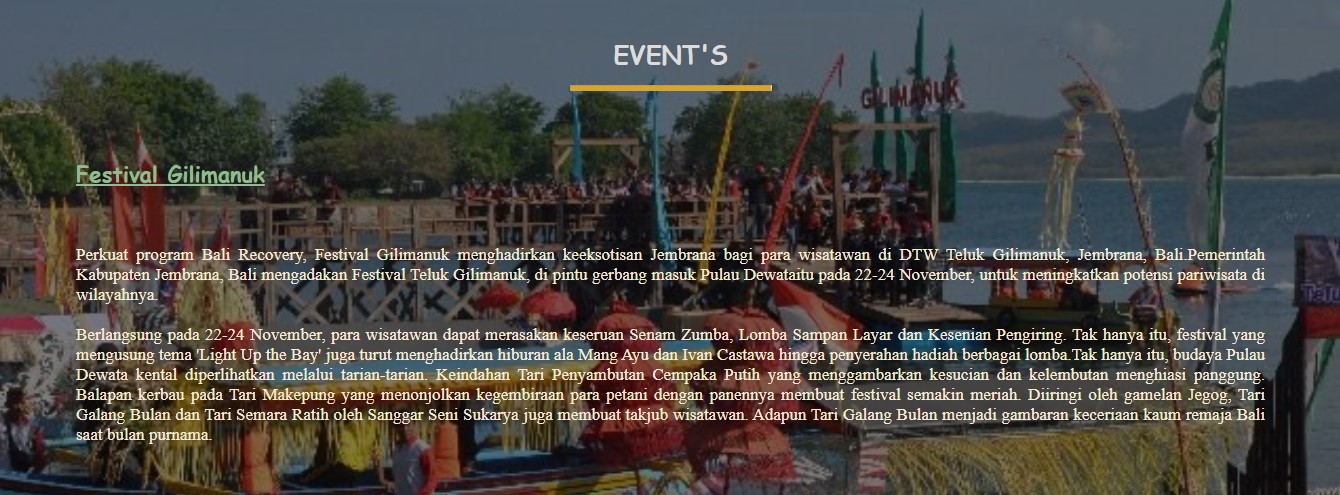 EVENT'S
GILIMANUK
Festival Gilimanuk
Perkuat program Bali Recovery, Festival Gilimanuk menghadirkan keeksotisan Jembrana bagi para wisatawan di DTW Teluk Gilimanuk, Jembrana, Bali.Pemerintah
Kabupaten Jembrana, Bali mengadakan Festival Teluk Gilimanuk, di pintu gerbang masuk Pulau Dewataitu pada 22-24 November, untuk meningkatkan potensi pariwisata di
wilayahnya.
Berlangsung pada 22-24 November, para wisatawan dapat merasakan keseruan Senam Zumba, Lomba Sampan Layar dan Kesenian Pengiring. Tak hanya itu, festival yang
mengusung tema 'Light Up the Bay' juga turut menghadirkan hiburan ala Mang Ayu dan Ivan Castawa hingga penyerahan hadiah berbagai lomba.Tak hanya itu, budaya Pulau
Dewata kental diperlihatkan melalui tarian-tarian. Keindahan Tari Penyambutan Cempaka Putih yang menggambarkan kesucian dan kelembutan menghiasi panggung.
Balapan kerbau pada Tari Makepung yang menonjolkan kegembiraan para petani dengan panennya membuat festival semakin meriah. Diiringi oleh gamelan Jegog, Tari
Galang Bulan dan Tari Semara Ratih oleh Sanggar Seni Sukarya juga membuat takjub wisatawan. Adapun Tari Galang Bulan menjadi gambaran keceriaan kaum remaja Bali
saat bulan purnama.